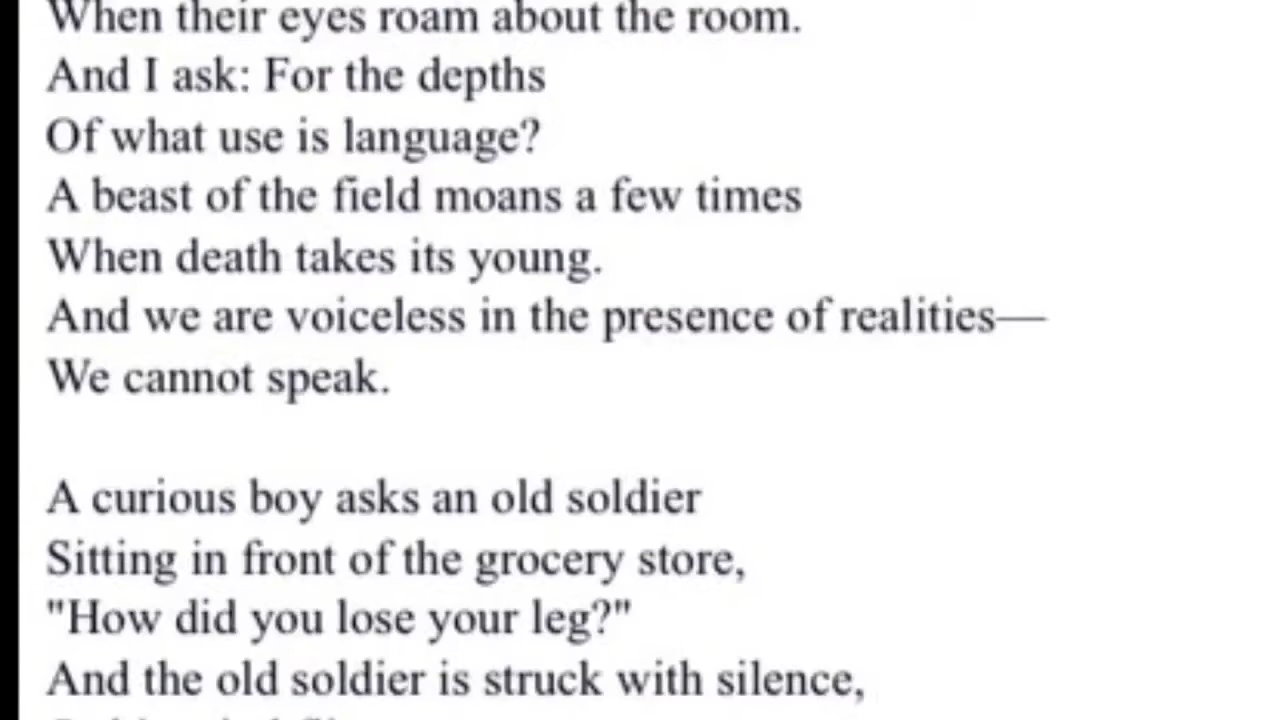 When their eyes roam about the room.
And I ask: For the depths
Of what use is language?
A beast of the field moans a few times
When death takes its young.
And we are voiceless in the presence of realities—
We cannot speak.
A curious boy asks an old soldier
Sitting in front of the grocery store,
"How did you lose your leg?"
And the old soldier is struck with silence,